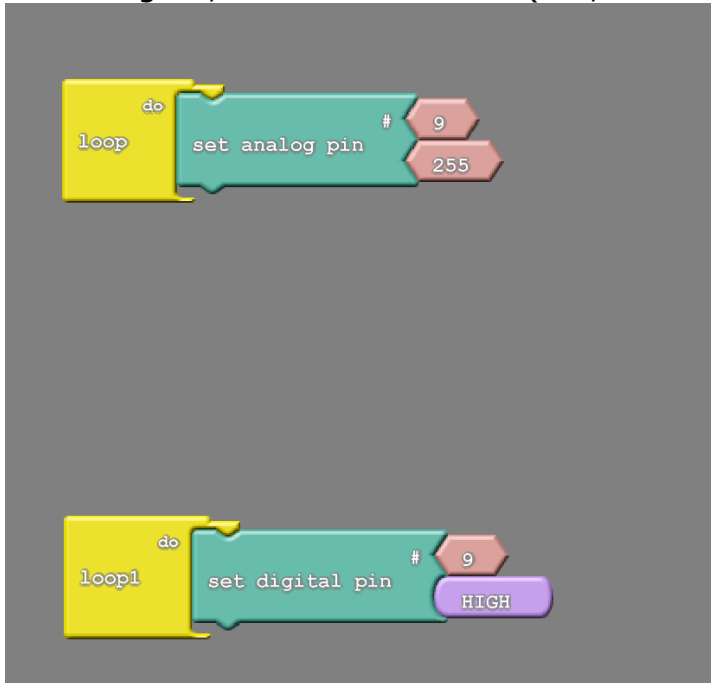 do
loop
set analog pin
#
9
255
do
loop1
set digital pin
#
9
HIGH